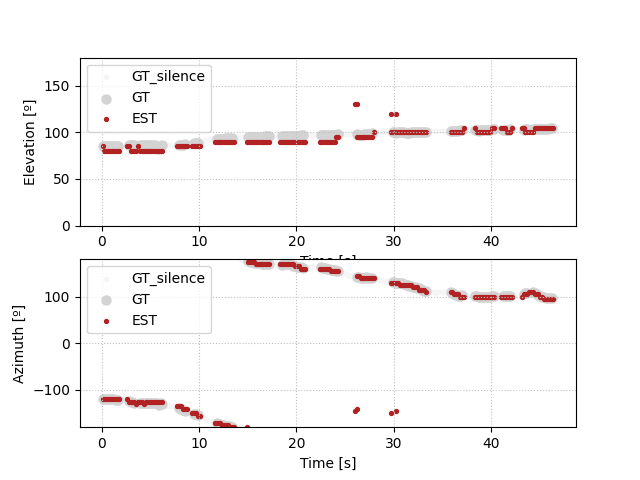 150
100
50
0
Elevation [º]
GT_silence
GT
EST
0
10
20
30
40
Time [s]
100
0
−100
Azimuth [º]
GT_silence
GT
EST
0
10
20
30
40
Time [s]